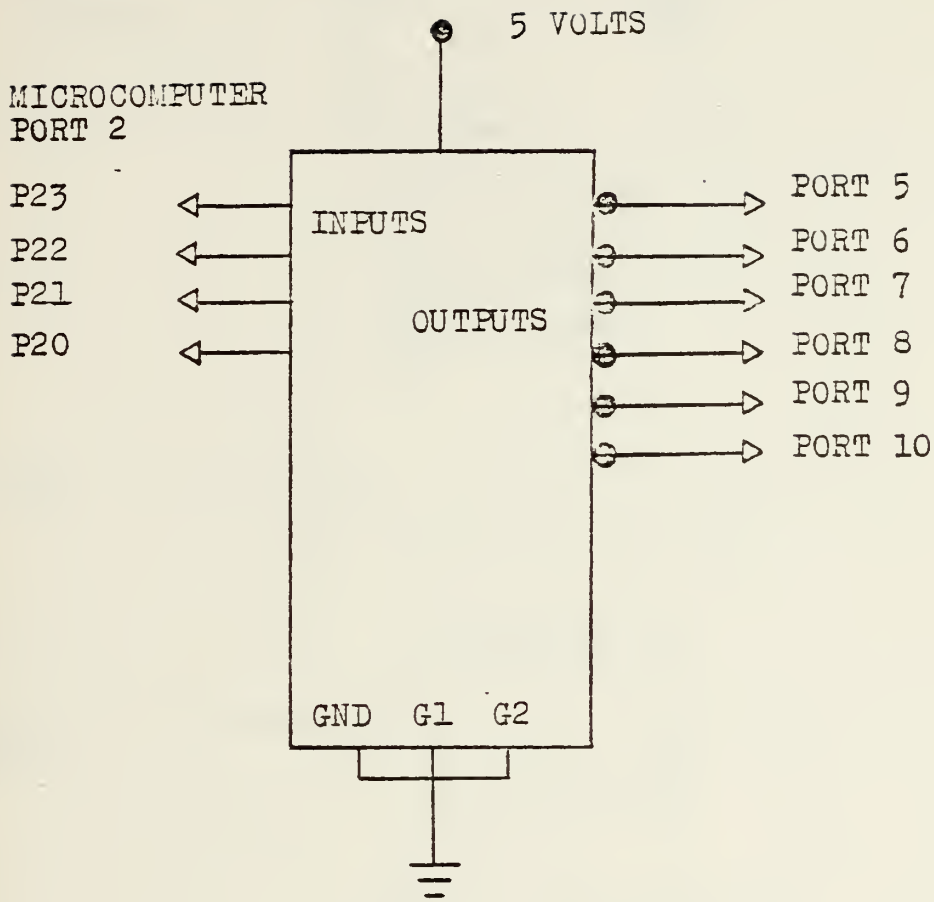 5 VOLTS
MICROCOMPUTER
PORT 2
P23
P22
P21
P20
INPUTS
OUTPUTS
PORT 5
PORT 6
PORT 7
PORT 8
PORT 9
PORT 10
GND G1 G2